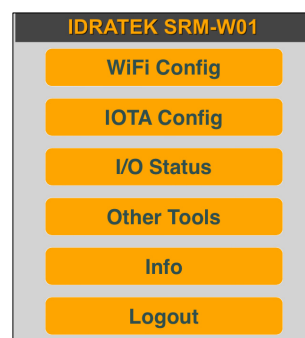 IDRATEK SRM-W01
WiFi Config
IOTA Config
I/O Status
Other Tools
Info
Logout